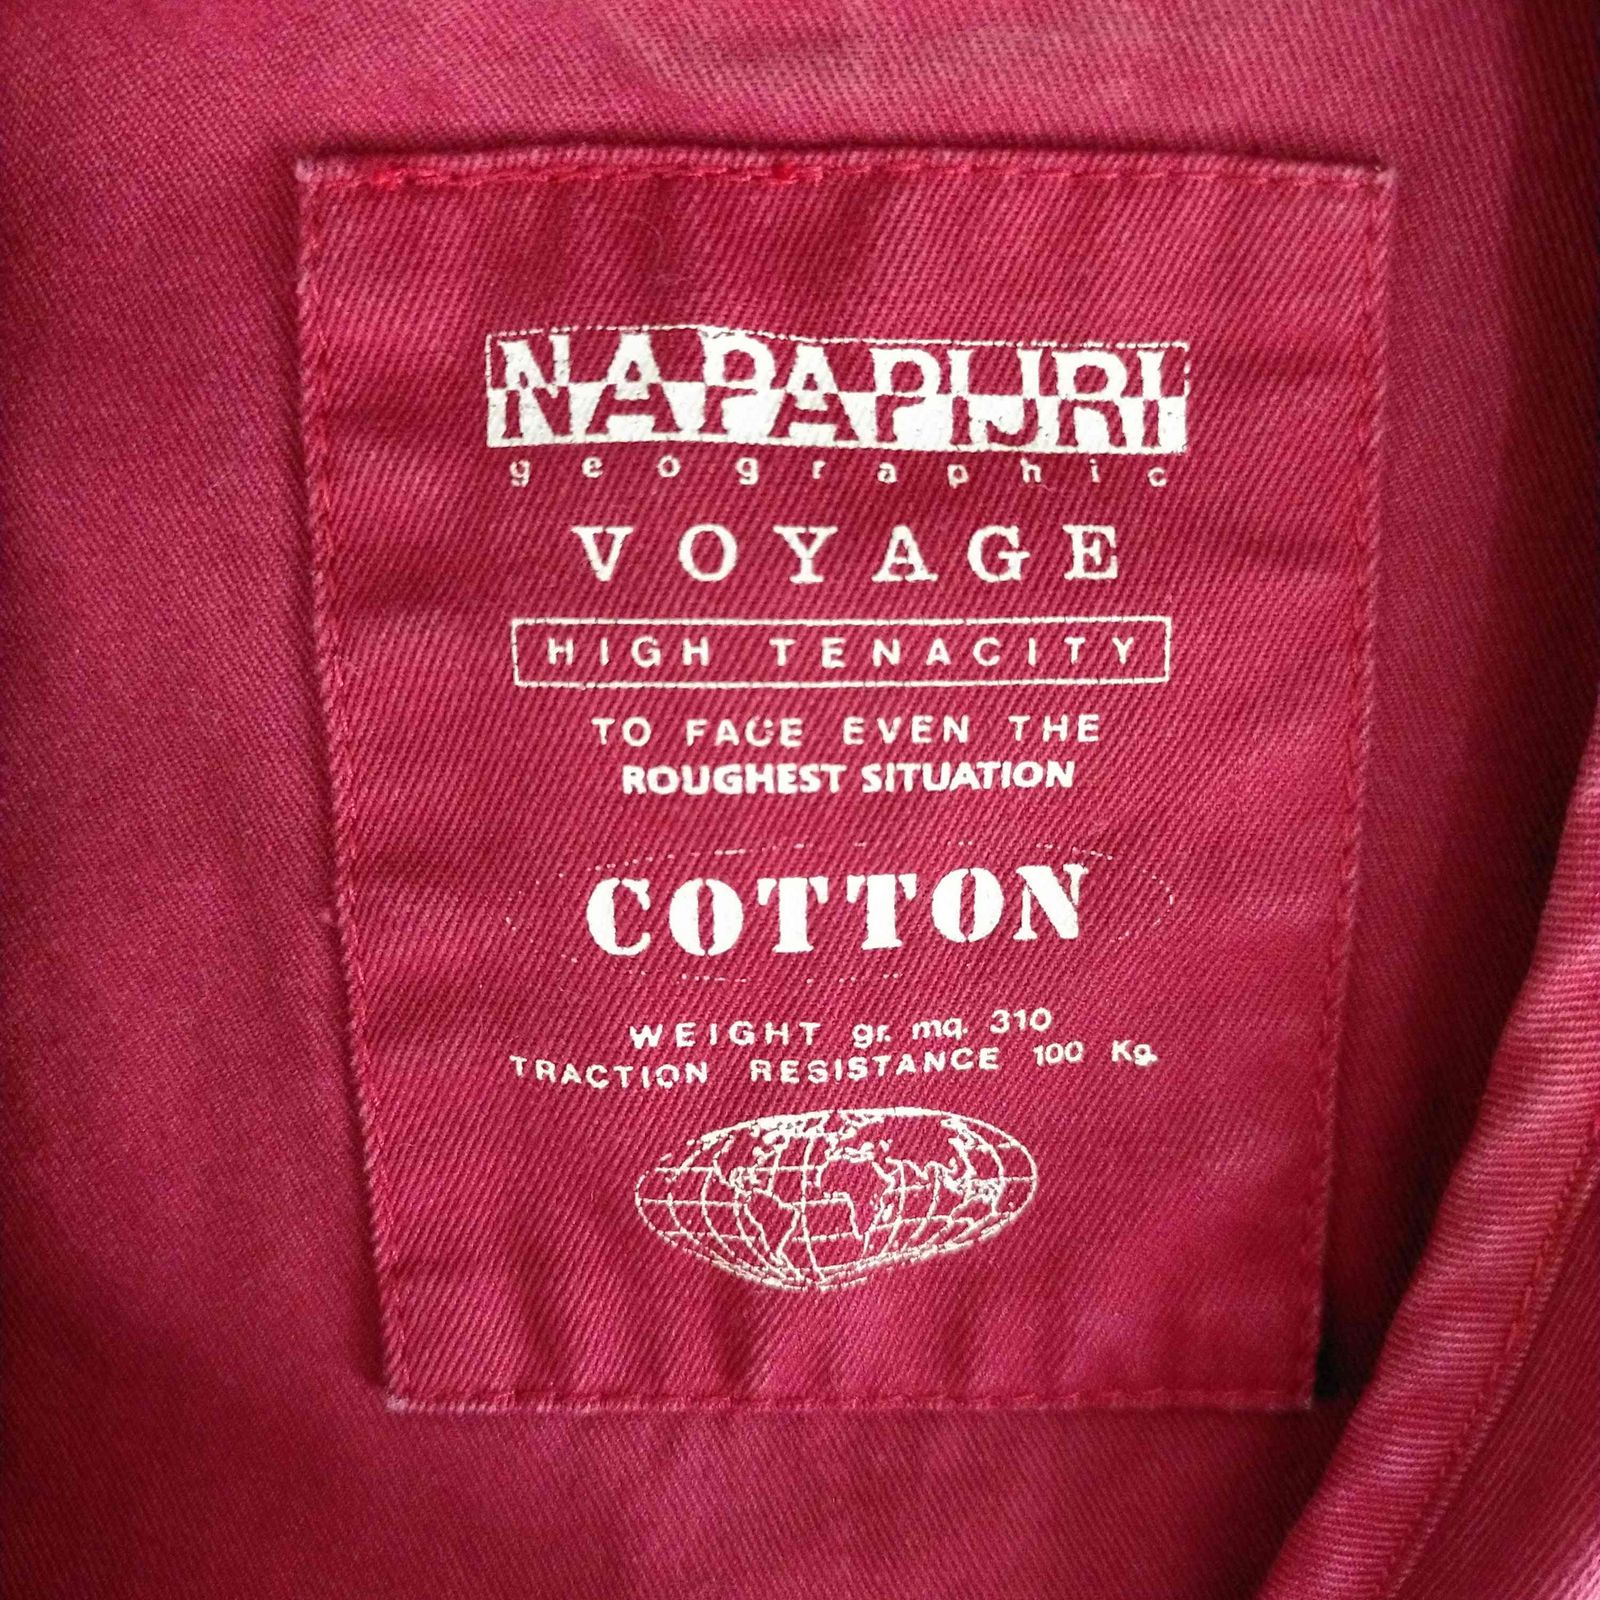 NAPAPIJRI
geographic
VOYAGE
HIGH TENACITY
TO FACE EVEN THE
ROUGHEST SITUATION
COTTON
WEIGHT gr. mq. 310
TRACTION RESISTANCE 100 Kg.